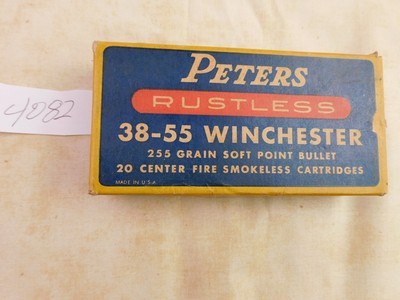 4082
PETERS
RUSTLESS
38-55 WINCHESTER
255 GRAIN SOFT POINT BULLET
20 CENTER FIRE SMOKELESS CARTRIDGES
MADE IN U.S.A.